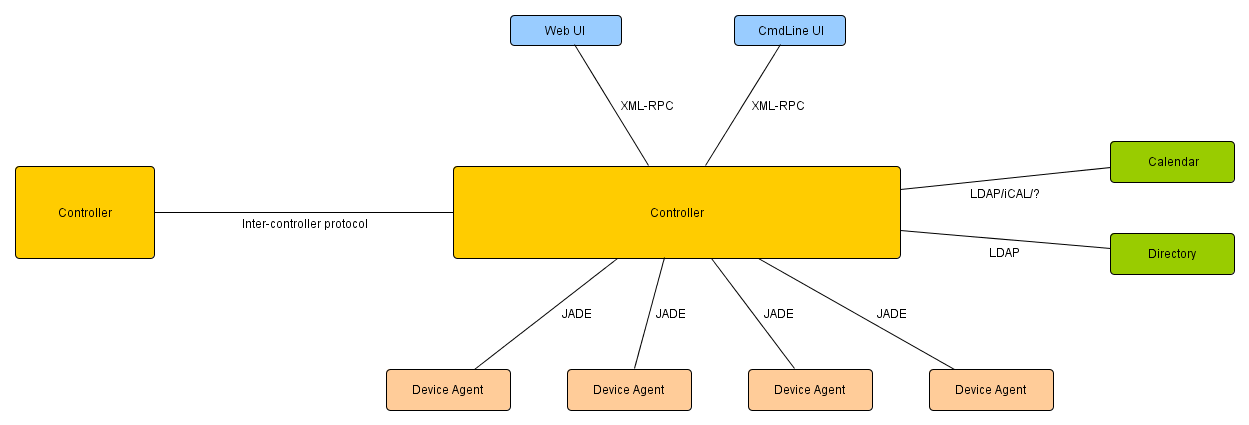 Web UI
CmdLine UI
XML-RPC
XML-RPC
Calendar
LDAP/iCAL/?
Controller
Controller
Inter-controller protocol
Directory
LDAP
JADE
JADE
JADE
JADE
Device Agent
Device Agent
Device Agent
Device Agent